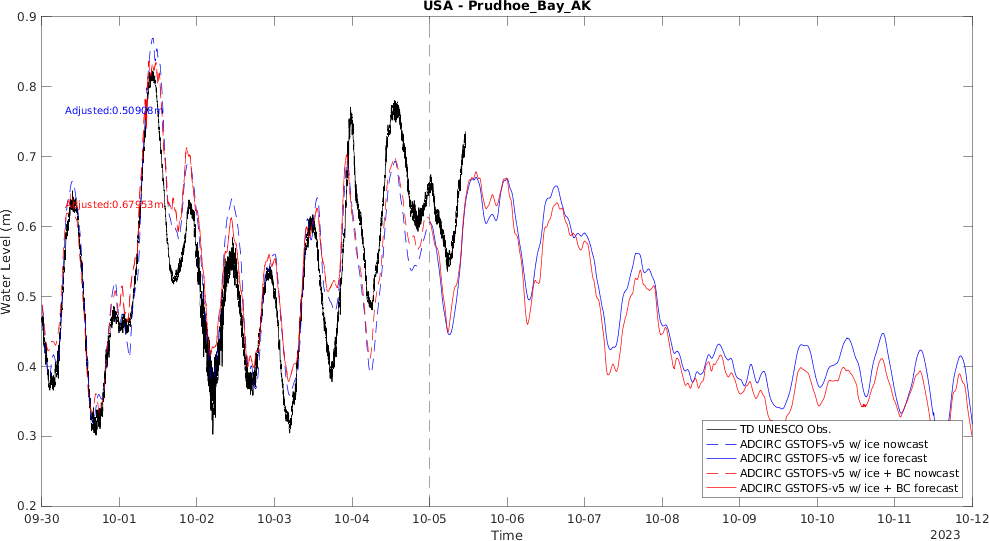 USA - Prudhoe_Bay_AK
0.9
0.8
Adjusted:0.50908m
0.7
Adjusted:0.67953m
0.6
Water Level (m)
0.5
0.4
0.3
0.2
TD UNESCO Obs.
ADCIRC GSTOFS-v5 w/ ice nowcast
ADCIRC GSTOFS-v5 w/ ice forecast
ADCIRC GSTOFS-v5 w/ ice + BC nowcast
ADCIRC GSTOFS-v5 w/ ice + BC forecast
09-30 10-01 10-02 10-03 10-04 10-05 10-06 10-07 10-08 10-09 10-10 10-11 10-12
Time
2023